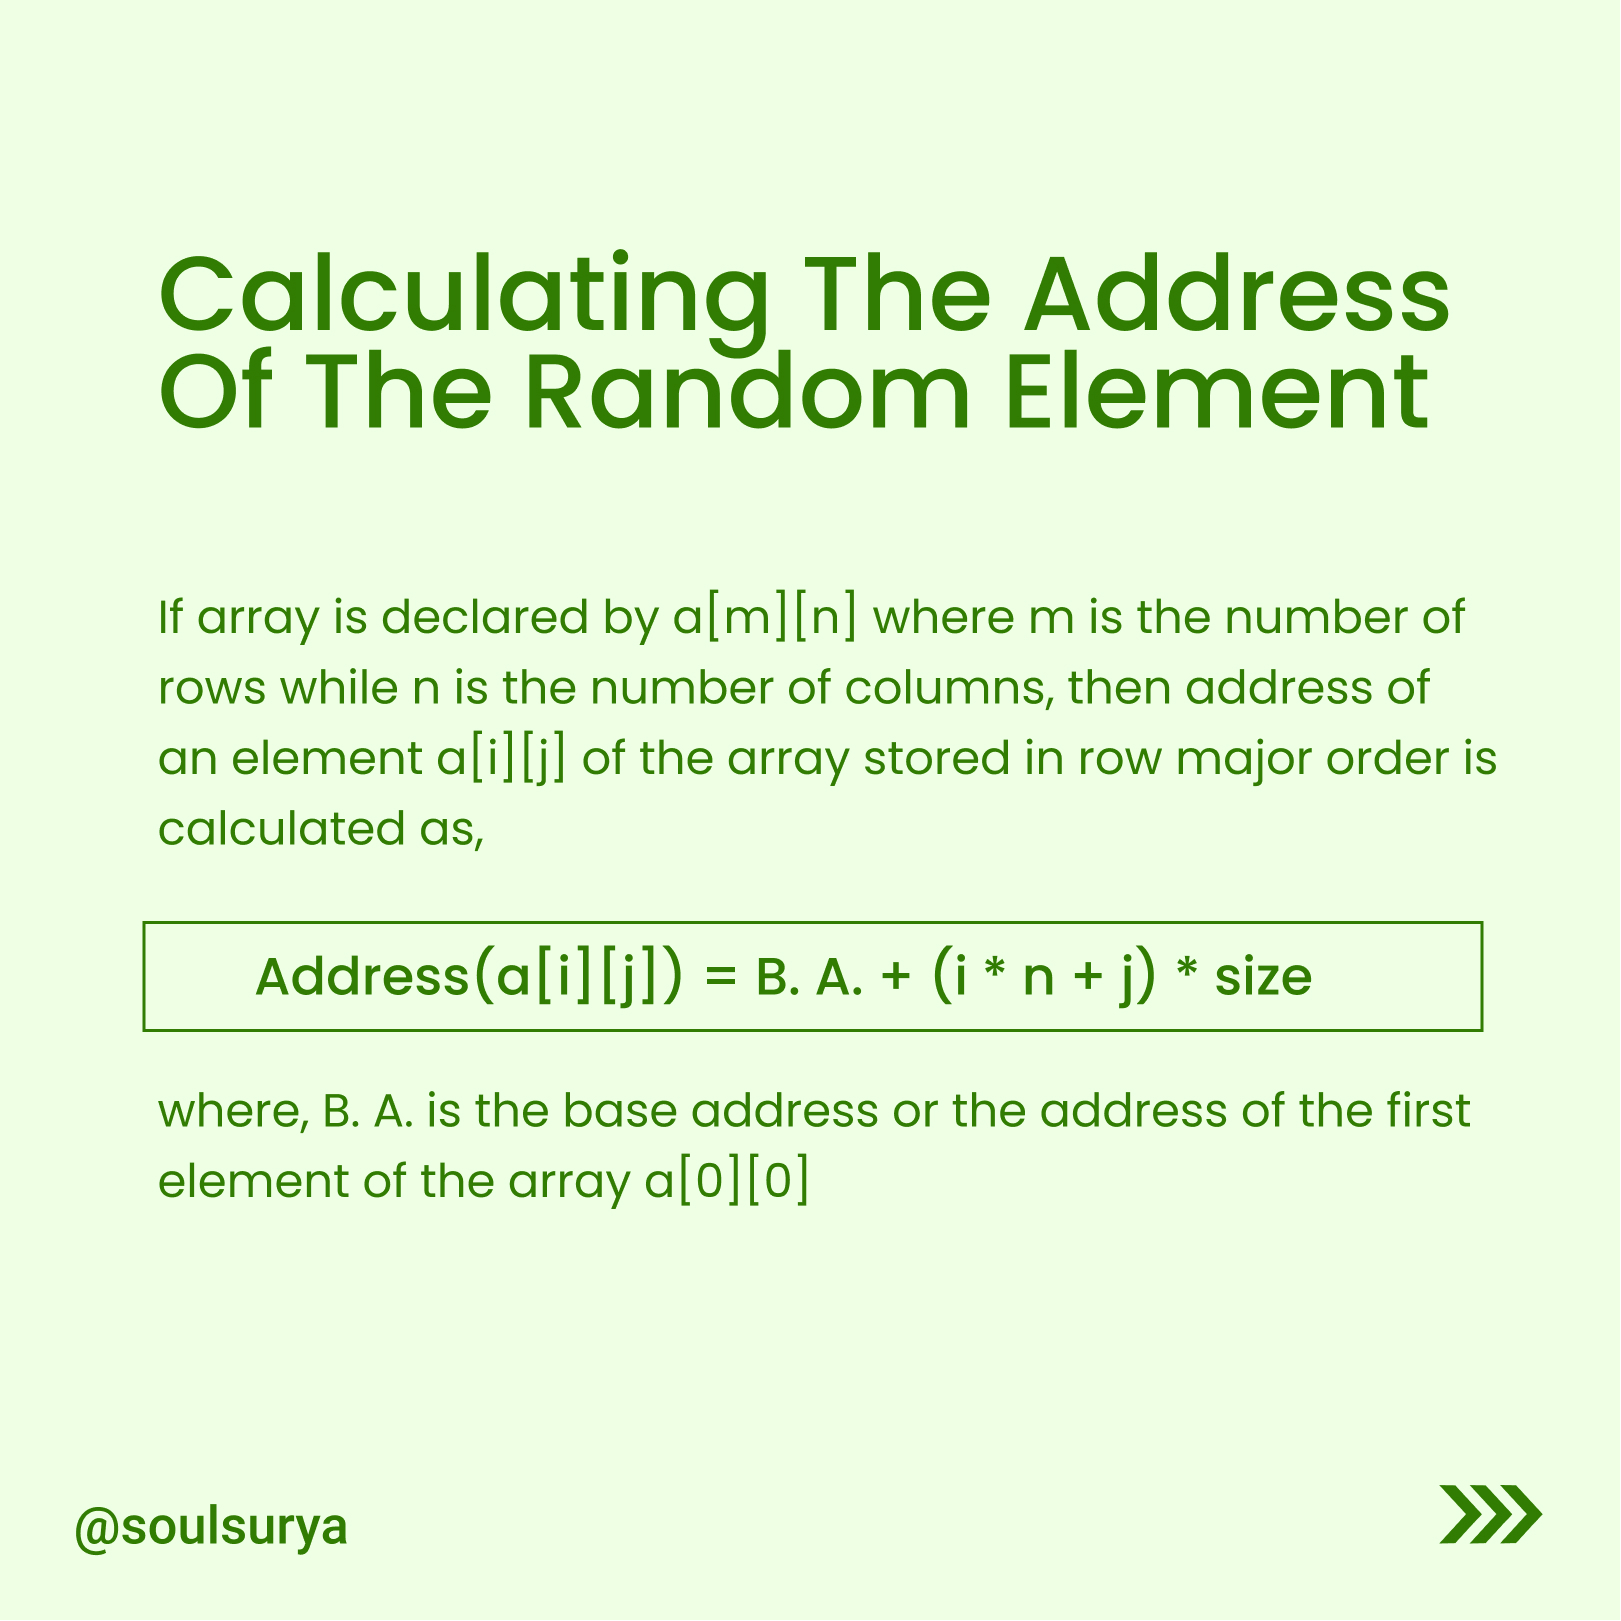 Calculating The Address
Of The Random Element
If array is declared by a[m][n] where m is the number of
rows while n is the number of columns, then address of
an element a[i][j] of the array stored in row major order is
calculated as,
Address(a[i][j]) = B. A. + (i * n + j) * size
where, B. A. is the base address or the address of the first
element of the array a[0][0]
@soulsurya